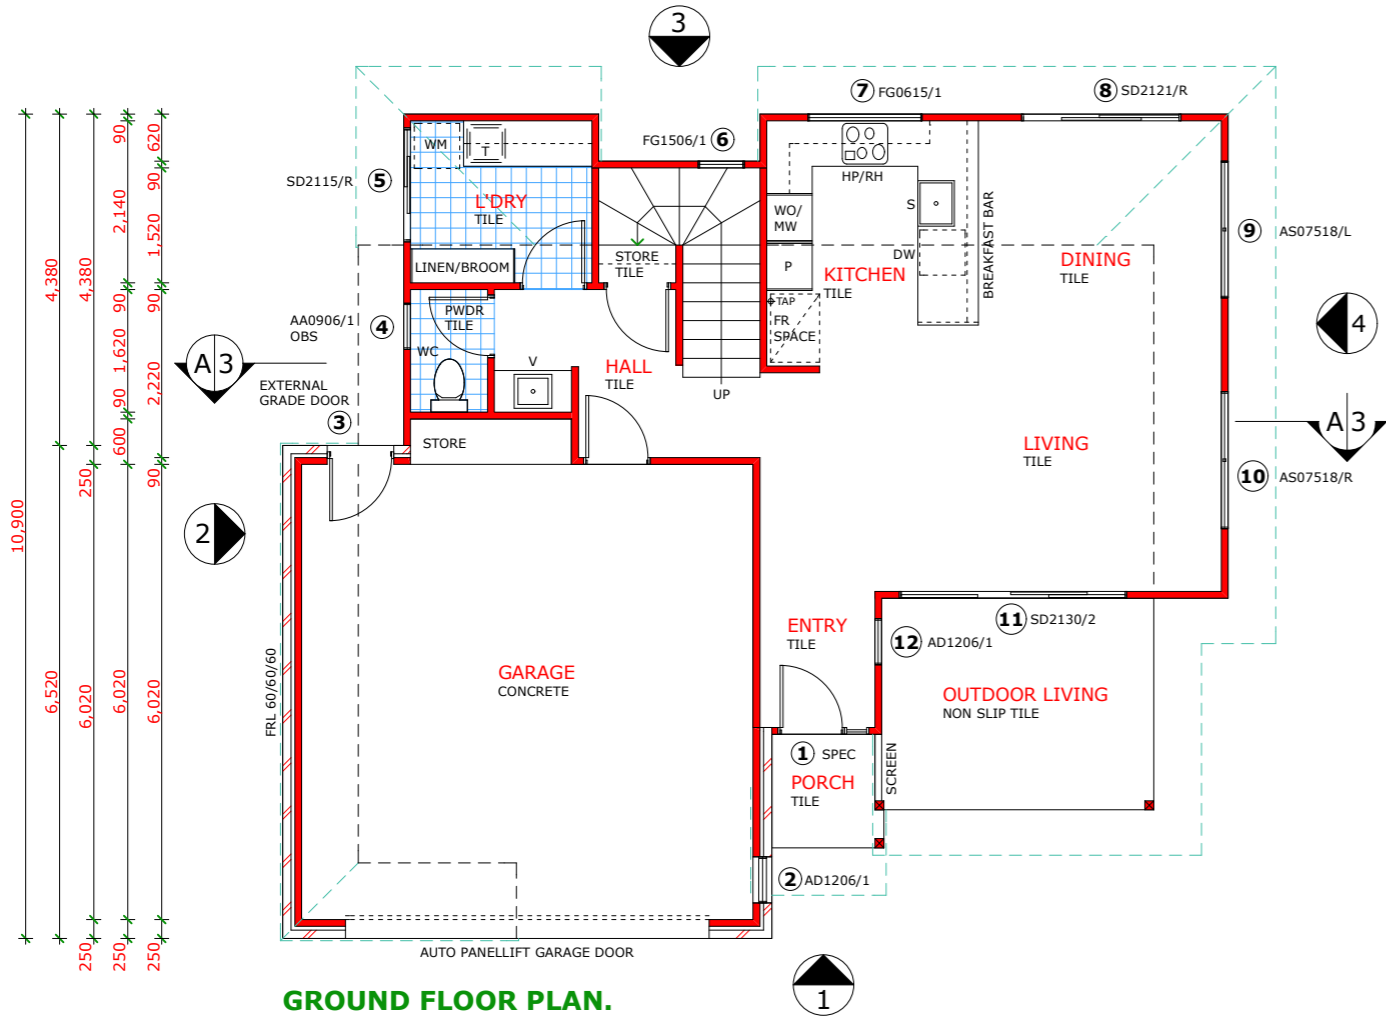 3
7 FG0615/1
8 SD2121/R
FG1506/1 6
WM
T
HP/RH
SD2115/R 5
L'DRY
TILE
WO/
MW
S
BREAKFAST BAR
9 AS07518/L
LINEN/BROOM
STORE
TILE
P
KITCHEN
TILE
DW
DINING
TILE
TAP
FR
SPACE
AA0906/1
OBS
4
PWDR
TILE
WC
V
HALL
TILE
UP
4
A 3
EXTERNAL
GRADE DOOR
3
STORE
LIVING
TILE
A 3
10 AS07518/R
2
ENTRY
TILE
11 SD2130/2
12 AD1206/1
GARAGE
CONCRETE
OUTDOOR LIVING
NON SLIP TILE
FRL 60/60/60
1 SPEC
PORCH
TILE
SCREEN
2 AD1206/1
AUTO PANELLIFT GARAGE DOOR
1
GROUND FLOOR PLAN.
10,900
4,380
6,520
4,380
250
6,020
250
90
2,140
90
1,620
90
600
6,020
250
620
90
1,520
90
2,220
90
6,020
250